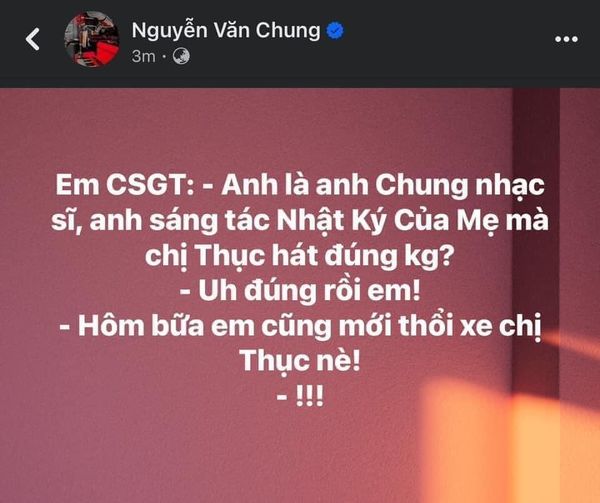 Nguyễn Văn Chung
3m ·
Em CSGT: - Anh là anh Chung nhạc
sĩ, anh sáng tác Nhật Ký Của Mẹ mà
chị Thục hát đúng kg?
- Uh đúng rồi em!
- Hôm bữa em cũng mới thổi xe chị
Thục nè!
- !!!